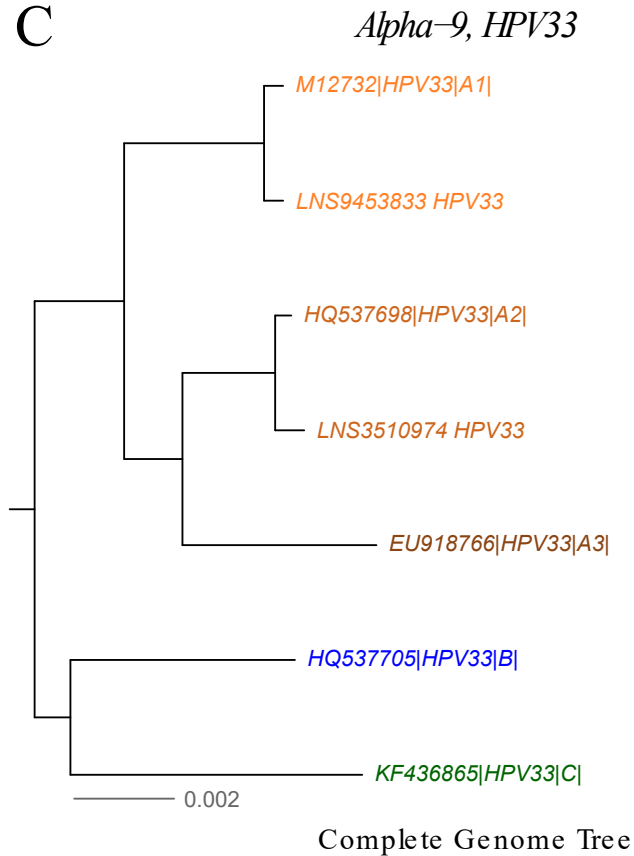 C
Alpha−9, HPV33
M12732|HPV33|A1|
LNS9453833 HPV33
HQ537698|HPV33|A2|
LNS3510974 HPV33
EU918766|HPV33|A3|
HQ537705|HPV33|B|
KF436865|HPV33|C|
0.002
Complete Genome Tree